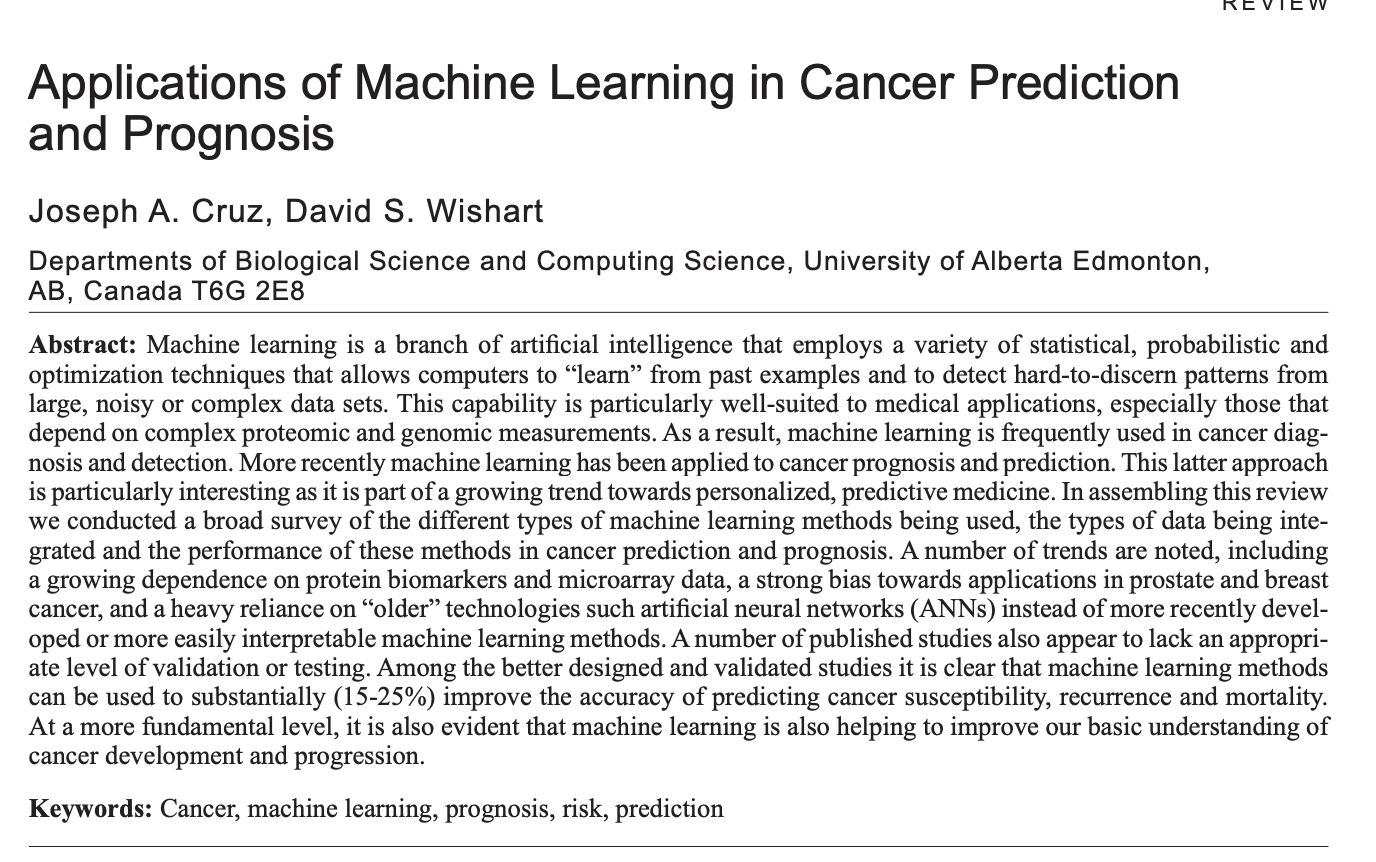 REVIEW
Applications of Machine Learning in Cancer Prediction
and Prognosis
Joseph A. Cruz, David S. Wishart
Departments of Biological Science and Computing Science, University of Alberta Edmonton,
AB, Canada T6G 2E8
Abstract: Machine learning is a branch of artificial intelligence that employs a variety of statistical, probabilistic and
optimization techniques that allows computers to “learn” from past examples and to detect hard-to-discern patterns from
large, noisy or complex data sets. This capability is particularly well-suited to medical applications, especially those that
depend on complex proteomic and genomic measurements. As a result, machine learning is frequently used in cancer diag-
nosis and detection. More recently machine learning has been applied to cancer prognosis and prediction. This latter approach
is particularly interesting as it is part of a growing trend towards personalized, predictive medicine. In assembling this review
we conducted a broad survey of the different types of machine learning methods being used, the types of data being inte-
grated and the performance of these methods in cancer prediction and prognosis. A number of trends are noted, including
a growing dependence on protein biomarkers and microarray data, a strong bias towards applications in prostate and breast
cancer, and a heavy reliance on “older” technologies such artificial neural networks (ANNs) instead of more recently devel-
oped or more easily interpretable machine learning methods. A number of published studies also appear to lack an appropri-
ate level of validation or testing. Among the better designed and validated studies it is clear that machine learning methods
can be used to substantially (15-25%) improve the accuracy of predicting cancer susceptibility, recurrence and mortality.
At a more fundamental level, it is also evident that machine learning is also helping to improve our basic understanding of
cancer development and progression.
Keywords: Cancer, machine learning, prognosis, risk, prediction